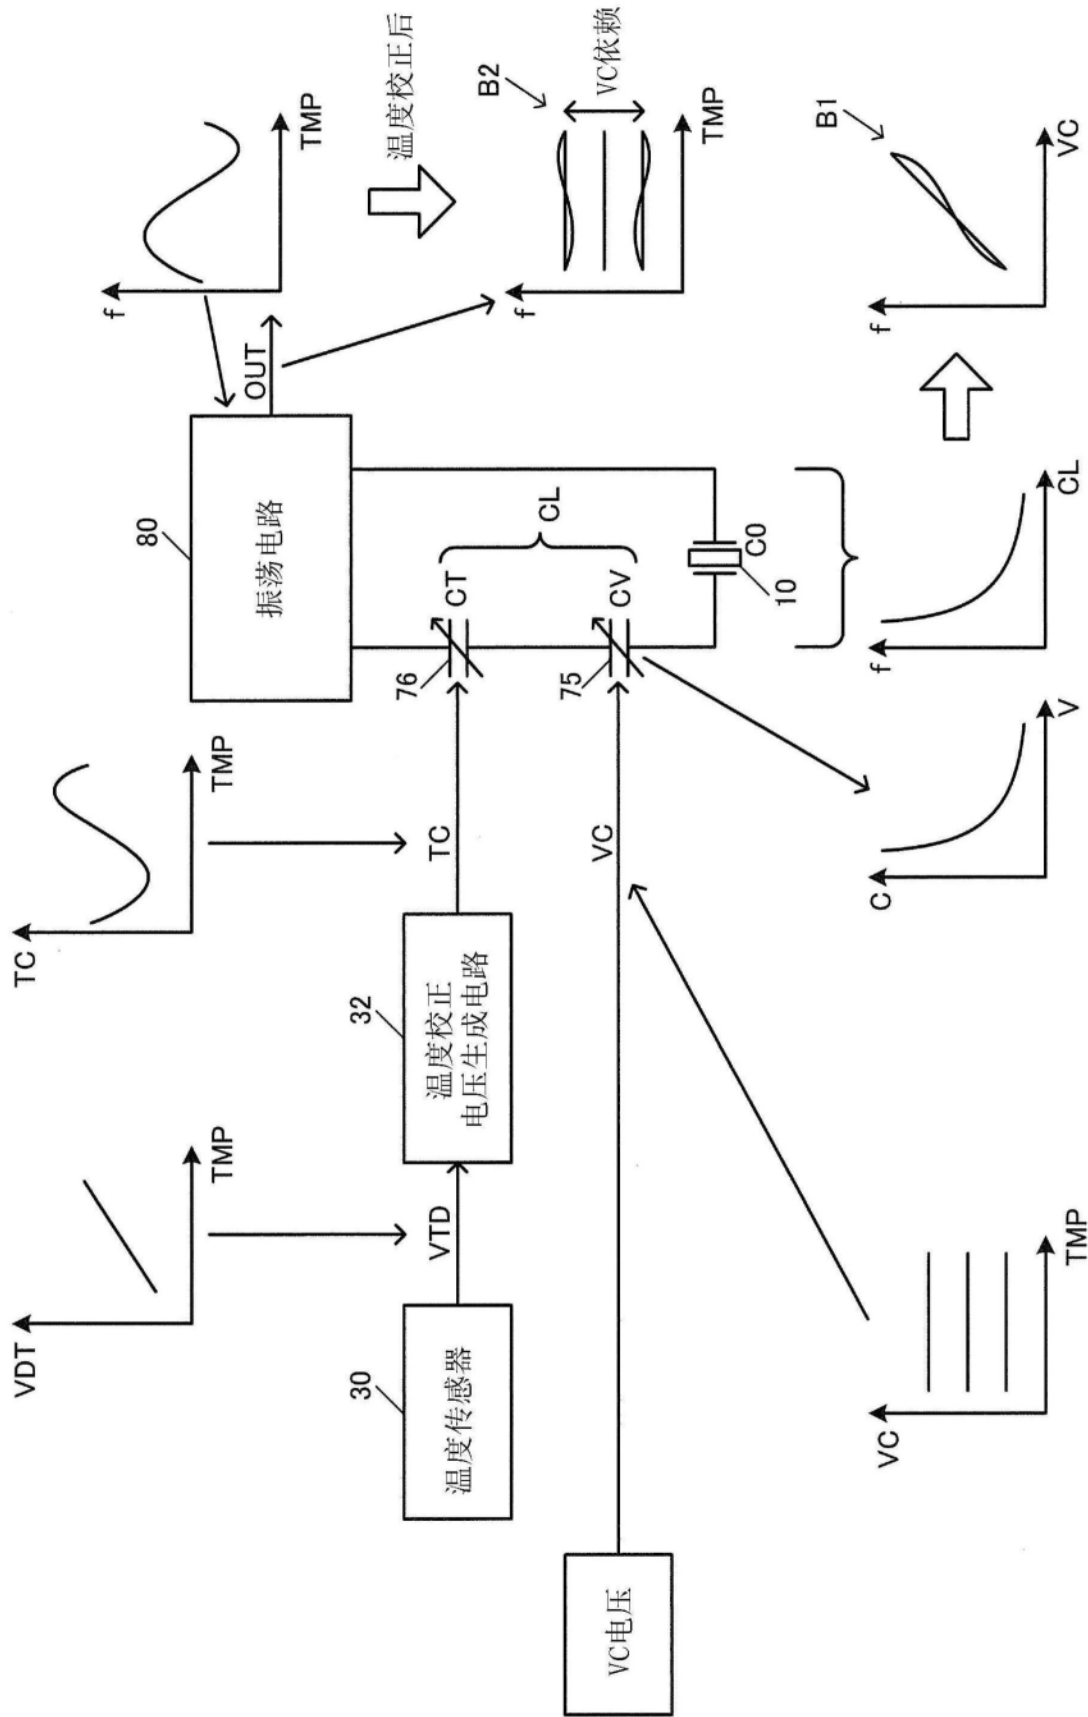 VDT
TMP
TC
TMP
f
TMP
温度校正后
30
温度传感器
VTD
32
温度校正
电压生成电路
TC
80
振荡电路
OUT
76
CT
CL
75
CV
10
C0
B2
VC依赖
f
TMP
VC电压
VC
VC
TMP
C
V
f
CL
B1
f
VC